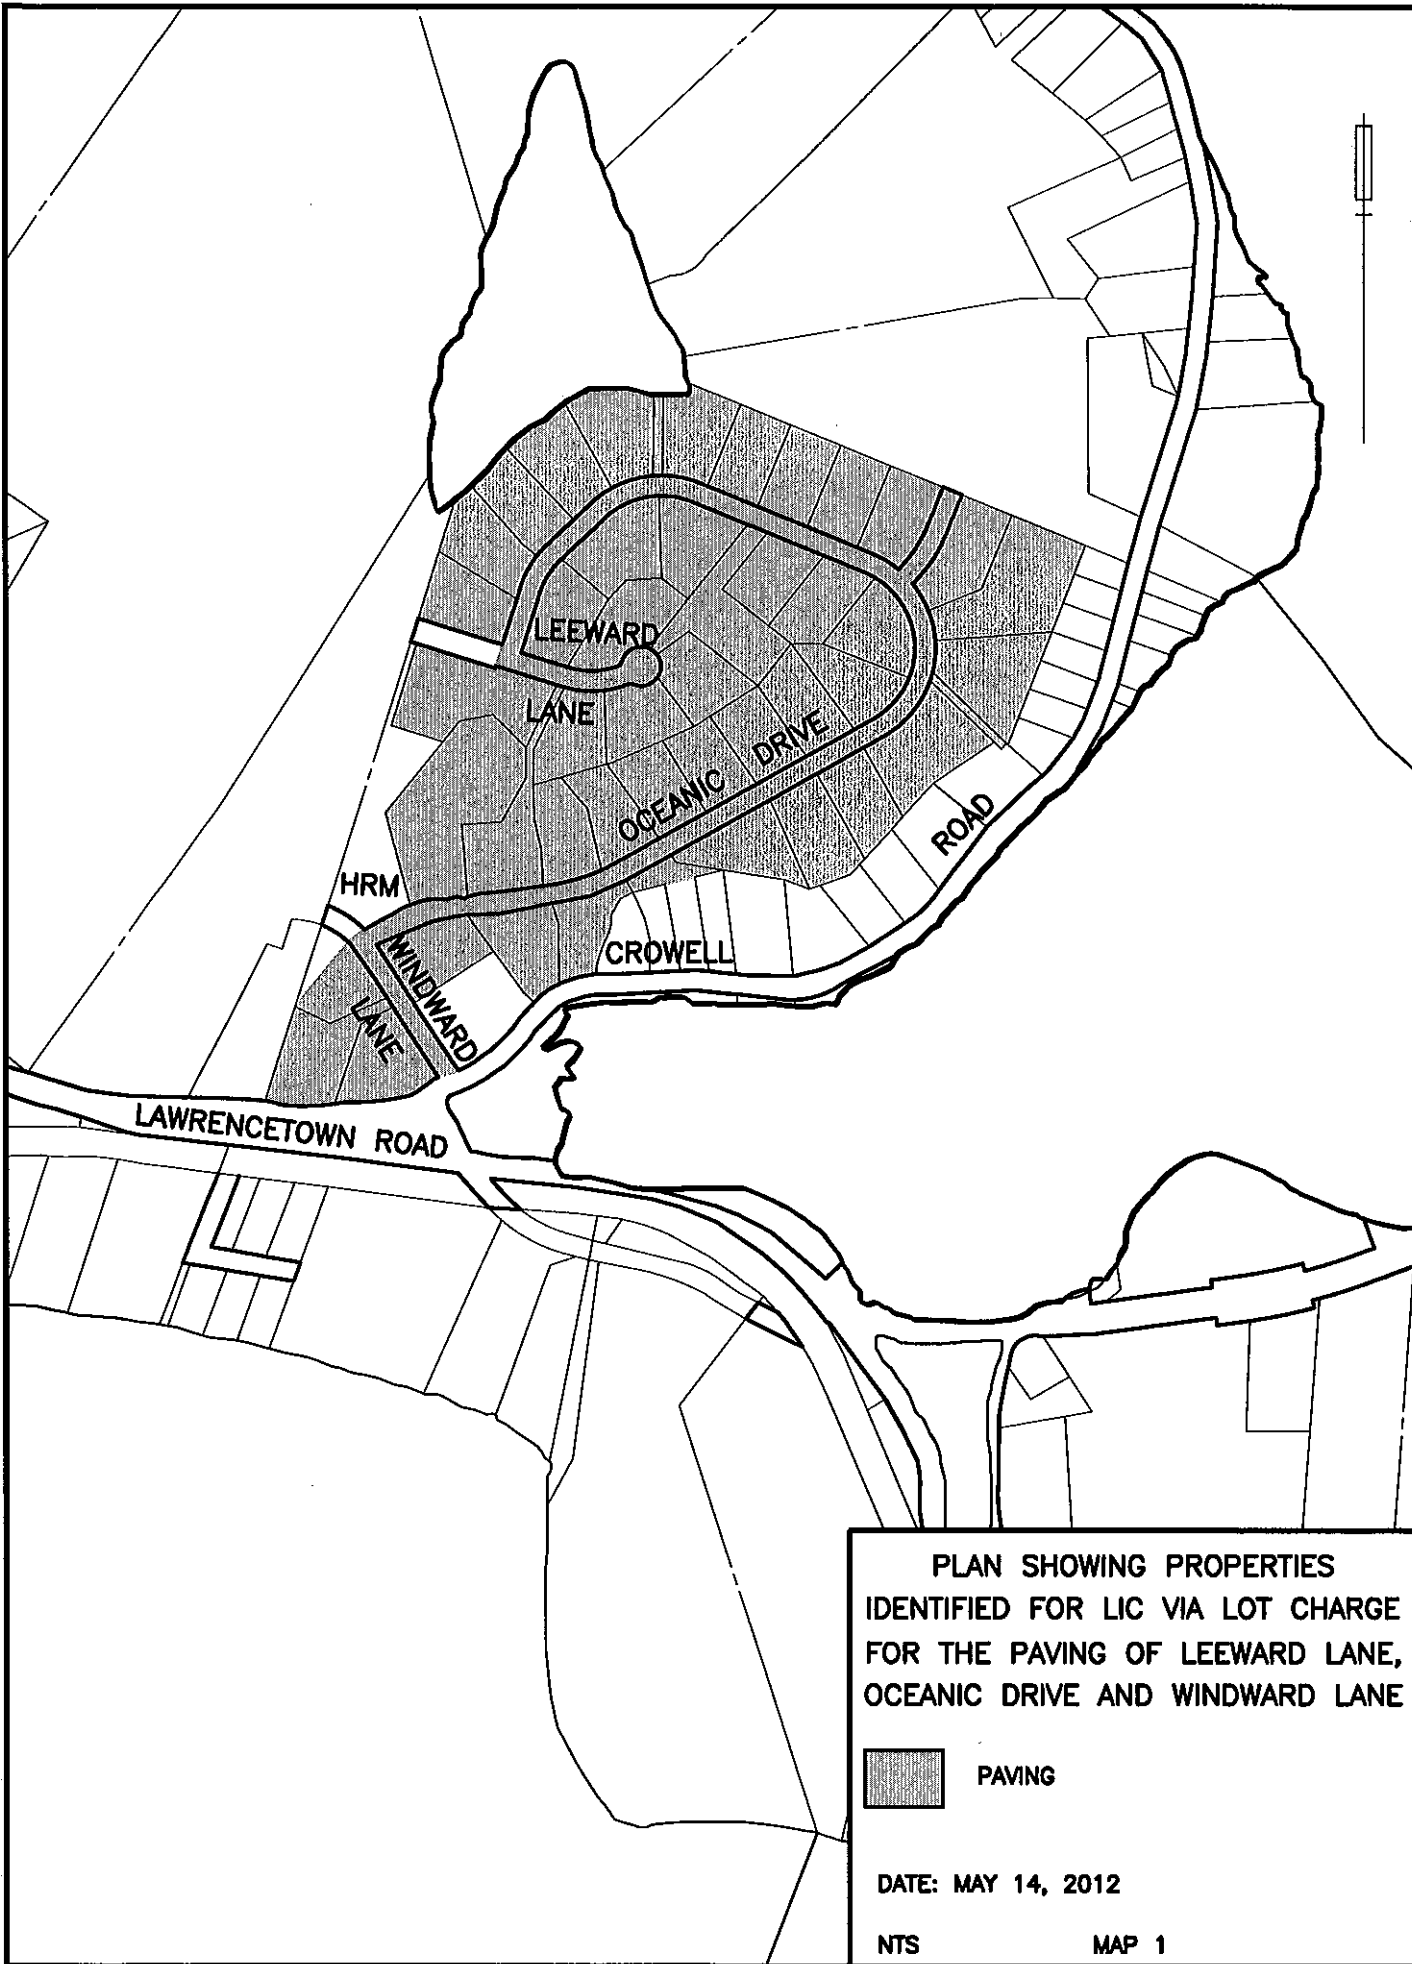 LEEWARD
LANE
OCEANIC DRIVE
HRM
WINDWARD
LANE
CROWELL
ROAD
LAWRENCETOWN ROAD
PLAN SHOWING PROPERTIES
IDENTIFIED FOR LIC VIA LOT CHARGE
FOR THE PAVING OF LEEWARD LANE,
OCEANIC DRIVE AND WINDWARD LANE
PAVING
DATE: MAY 14, 2012
NTS MAP 1